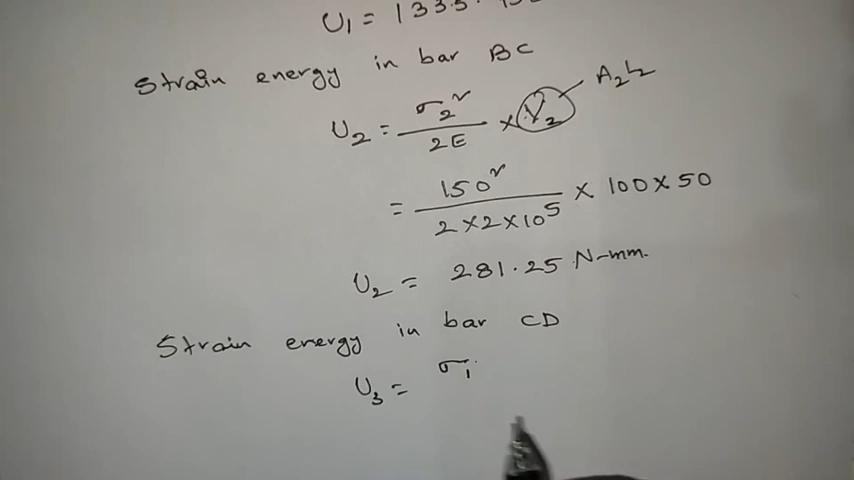 U₁ = 1335.
Strain energy in bar BC
U₂ = σ₂² / 2E × V₂ A₂L₂
= 150² / 2×2×10⁵ × 100×50
U₂ = 281.25 N-mm.
Strain energy in bar CD
U₃ = σ₁